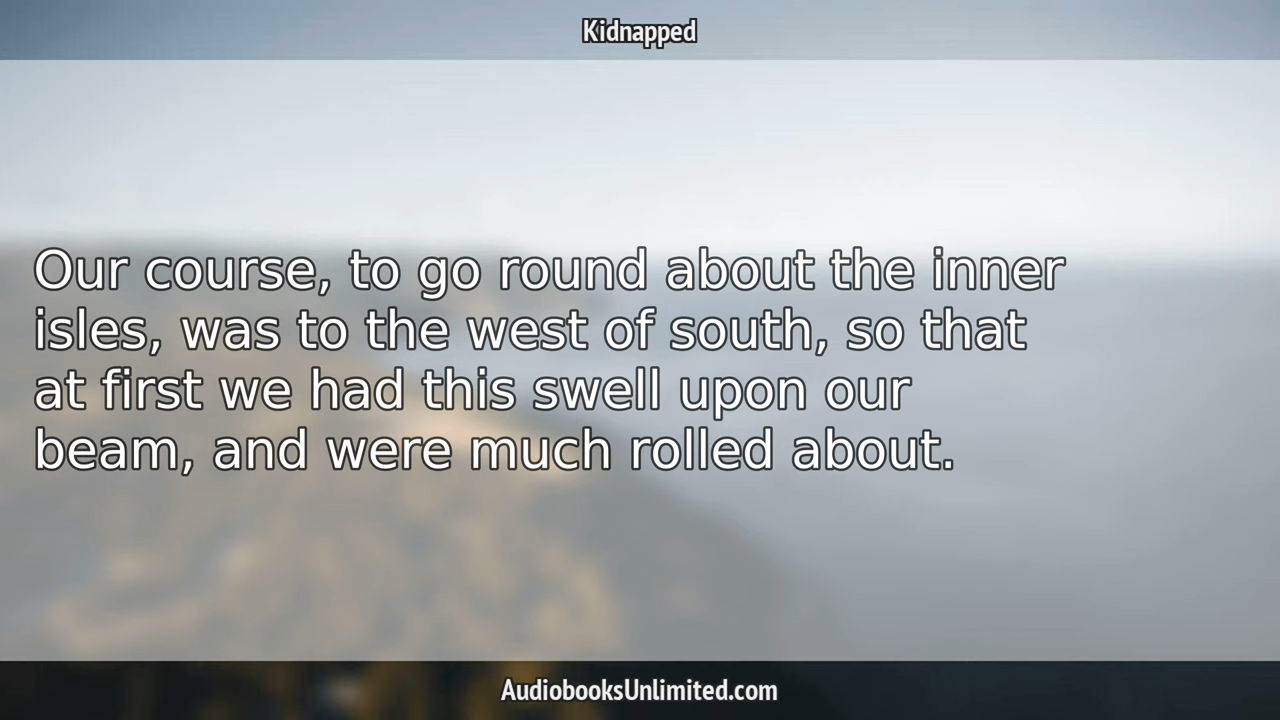 Kidnapped
Our course, to go round about the inner
isles, was to the west of south, so that
at first we had this swell upon our
beam, and were much rolled about.
AudiobooksUnlimited.com